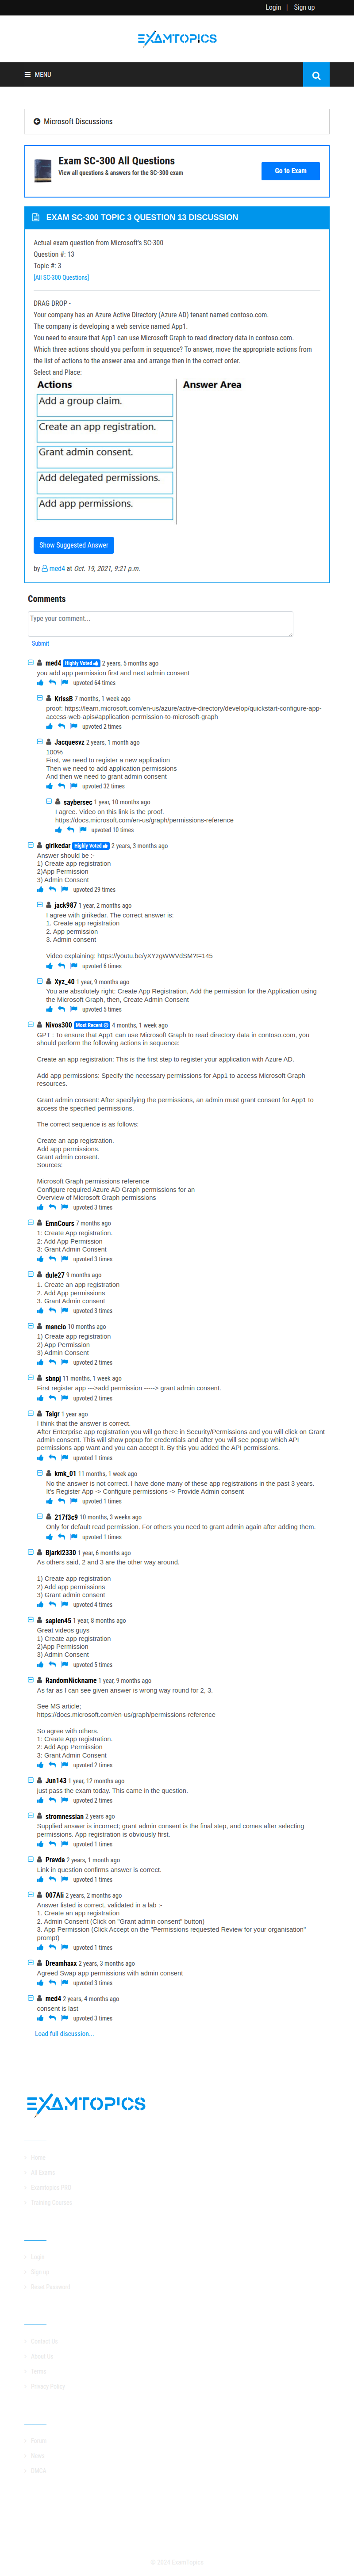 Login | Sign up
EXAMTOPICS
MENU
Microsoft Discussions
Exam SC-300 All Questions
View all questions & answers for the SC-300 exam
Go to Exam
EXAM SC-300 TOPIC 3 QUESTION 13 DISCUSSION
Actual exam question from Microsoft's SC-300
Question #: 13
Topic #: 3
[All SC-300 Questions]
DRAG DROP -
Your company has an Azure Active Directory (Azure AD) tenant named contoso.com.
The company is developing a web service named App1.
You need to ensure that App1 can use Microsoft Graph to read directory data in contoso.com.
Which three actions should you perform in sequence? To answer, move the appropriate actions from
the list of actions to the answer area and arrange then in the correct order.
Select and Place:
Actions Answer Area
Add a group claim.
Create an app registration.
Grant admin consent.
Add delegated permissions.
Add app permissions.
Show Suggested Answer
by med4 at Oct. 19, 2021, 9:21 p.m.
Comments
Type your comment...
Submit
med4 Highly Voted 2 years, 5 months ago
you add app permission first and next admin consent
upvoted 64 times
KrissB 7 months, 1 week ago
proof: https://learn.microsoft.com/en-us/azure/active-directory/develop/quickstart-configure-app-
access-web-apis#application-permission-to-microsoft-graph
upvoted 2 times
Jacquesvz 2 years, 1 month ago
100%
First, we need to register a new application
Then we need to add application permissions
And then we need to grant admin consent
upvoted 32 times
saybersec 1 year, 10 months ago
I agree. Video on this link is the proof.
https://docs.microsoft.com/en-us/graph/permissions-reference
upvoted 10 times
girikedar Highly Voted 2 years, 3 months ago
Answer should be :-
1) Create app registration
2)App Permission
3) Admin Consent
upvoted 29 times
jack987 1 year, 2 months ago
I agree with girikedar. The correct answer is:
1. Create app registration
2. App permission
3. Admin consent
Video explaining: https://youtu.be/yXYzgWWVdSM?t=145
upvoted 6 times
Xyz_40 1 year, 9 months ago
You are absolutely right: Create App Registration, Add the permission for the Application using
the Microsoft Graph, then, Create Admin Consent
upvoted 5 times
Nivos300 Most Recent 4 months, 1 week ago
GPT : To ensure that App1 can use Microsoft Graph to read directory data in contoso.com, you
should perform the following actions in sequence:
Create an app registration: This is the first step to register your application with Azure AD.
Add app permissions: Specify the necessary permissions for App1 to access Microsoft Graph
resources.
Grant admin consent: After specifying the permissions, an admin must grant consent for App1 to
access the specified permissions.
The correct sequence is as follows:
Create an app registration.
Add app permissions.
Grant admin consent.
Sources:
Microsoft Graph permissions reference
Configure required Azure AD Graph permissions for an
Overview of Microsoft Graph permissions
upvoted 3 times
EmnCours 7 months ago
1: Create App registration.
2: Add App Permission
3: Grant Admin Consent
upvoted 3 times
dule27 9 months ago
1. Create an app registration
2. Add App permissions
3. Grant Admin consent
upvoted 3 times
mancio 10 months ago
1) Create app registration
2) App Permission
3) Admin Consent
upvoted 2 times
sbnpj 11 months, 1 week ago
First register app --->add permission -----> grant admin consent.
upvoted 2 times
Taigr 1 year ago
I think that the answer is correct.
After Enterprise app registration you will go there in Security/Permissions and you will click on Grant
admin consent. This will show popup for credentials and after you will see popup which API
permissions app want and you can accept it. By this you added the API permissions.
upvoted 1 times
kmk_01 11 months, 1 week ago
No the answer is not correct. I have done many of these app registrations in the past 3 years.
It's Register App -> Configure permissions -> Provide Admin consent
upvoted 1 times
217f3c9 10 months, 3 weeks ago
Only for default read permission. For others you need to grant admin again after adding them.
upvoted 1 times
Bjarki2330 1 year, 6 months ago
As others said, 2 and 3 are the other way around.
1) Create app registration
2) Add app permissions
3) Grant admin consent
upvoted 4 times
sapien45 1 year, 8 months ago
Great videos guys
1) Create app registration
2)App Permission
3) Admin Consent
upvoted 5 times
RandomNickname 1 year, 9 months ago
As far as I can see given answer is wrong way round for 2, 3.
See MS article;
https://docs.microsoft.com/en-us/graph/permissions-reference
So agree with others.
1: Create App registration.
2: Add App Permission
3: Grant Admin Consent
upvoted 2 times
Jun143 1 year, 12 months ago
just pass the exam today. This came in the question.
upvoted 2 times
stromnessian 2 years ago
Supplied answer is incorrect; grant admin consent is the final step, and comes after selecting
permissions. App registration is obviously first.
upvoted 1 times
Pravda 2 years, 1 month ago
Link in question confirms answer is correct.
upvoted 1 times
007Ali 2 years, 2 months ago
Answer listed is correct, validated in a lab :-
1. Create an app registration
2. Admin Consent (Click on "Grant admin consent" button)
3. App Permission (Click Accept on the "Permissions requested Review for your organisation"
prompt)
upvoted 1 times
Dreamhaxx 2 years, 3 months ago
Agreed Swap app permissions with admin consent
upvoted 3 times
med4 2 years, 4 months ago
consent is last
upvoted 3 times
Load full discussion...
EXAMTOPICS
Home
All Exams
Examtopics PRO
Training Courses
Login
Signup
Reset Password
Contact Us
About Us
Terms
Privacy Policy
Forum
News
DMCA